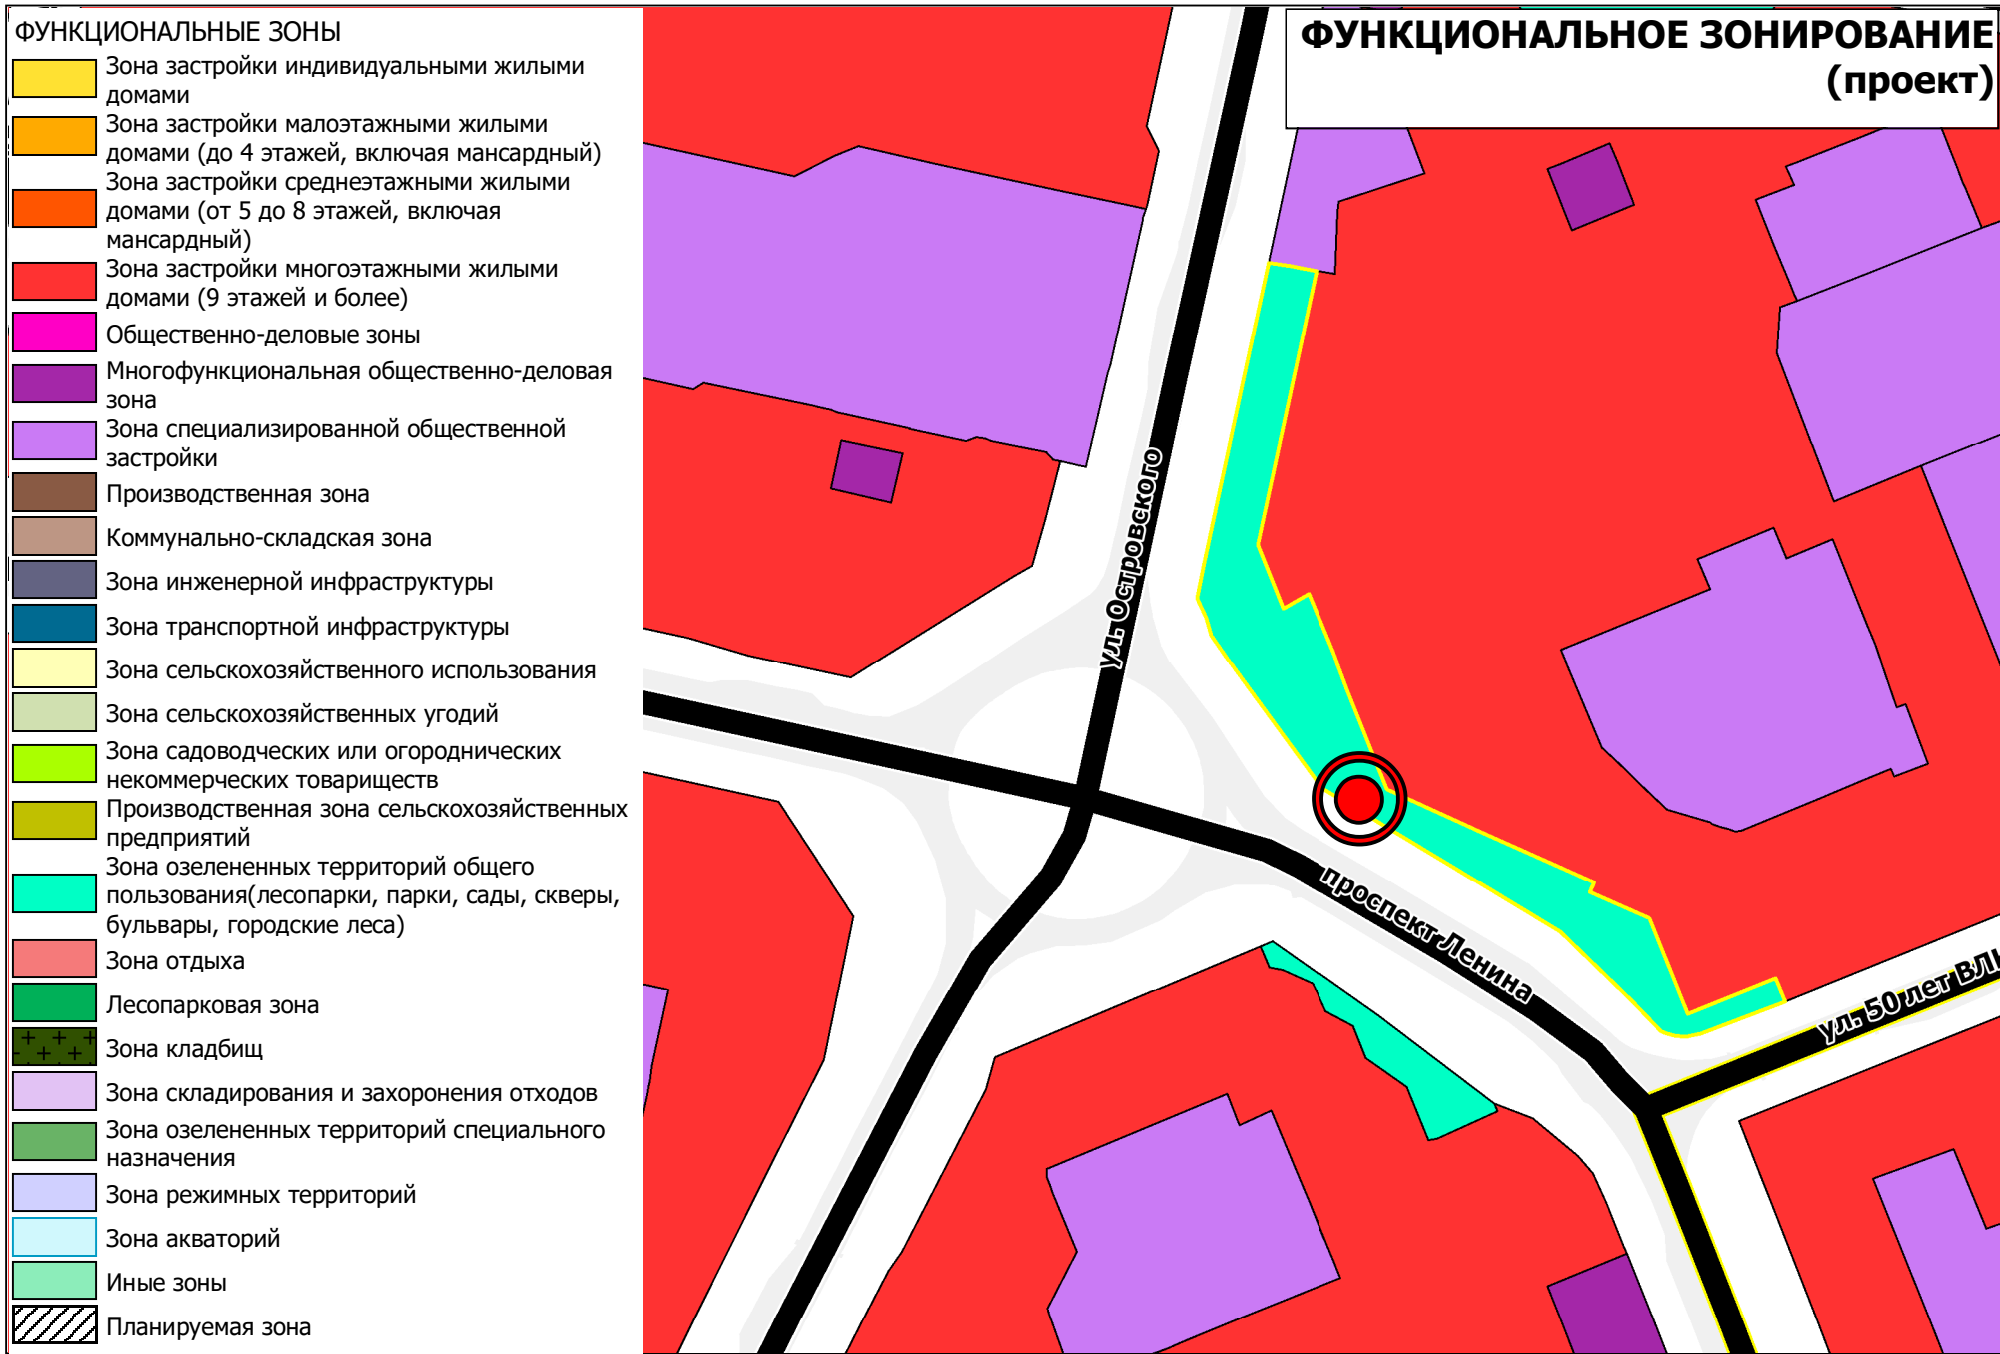 ФУНКЦИОНАЛЬНЫЕ ЗОНЫ
Зона застройки индивидуальными жилыми
домами
Зона застройки малоэтажными жилыми
домами (до 4 этажей, включая мансардный)
Зона застройки среднеэтажными жилыми
домами (от 5 до 8 этажей, включая
мансардный)
Зона застройки многоэтажными жилыми
домами (9 этажей и более)
Общественно-деловые зоны
Многофункциональная общественно-деловая
зона
Зона специализированной общественной
застройки
Производственная зона
Коммунально-складская зона
Зона инженерной инфраструктуры
Зона транспортной инфраструктуры
Зона сельскохозяйственного использования
Зона сельскохозяйственных угодий
Зона садоводческих или огороднических
некоммерческих товариществ
Производственная зона сельскохозяйственных
предприятий
Зона озелененных территорий общего
пользования(лесопарки, парки, сады, скверы,
бульвары, городские леса)
Зона отдыха
Лесопарковая зона
Зона кладбищ
Зона складирования и захоронения отходов
Зона озелененных территорий специального
назначения
Зона режимных территорий
Зона акваторий
Иные зоны
Планируемая зона
ФУНКЦИОНАЛЬНОЕ ЗОНИРОВАНИЕ
(проект)
ул. Островского
проспект Ленина
ул. 50 лет